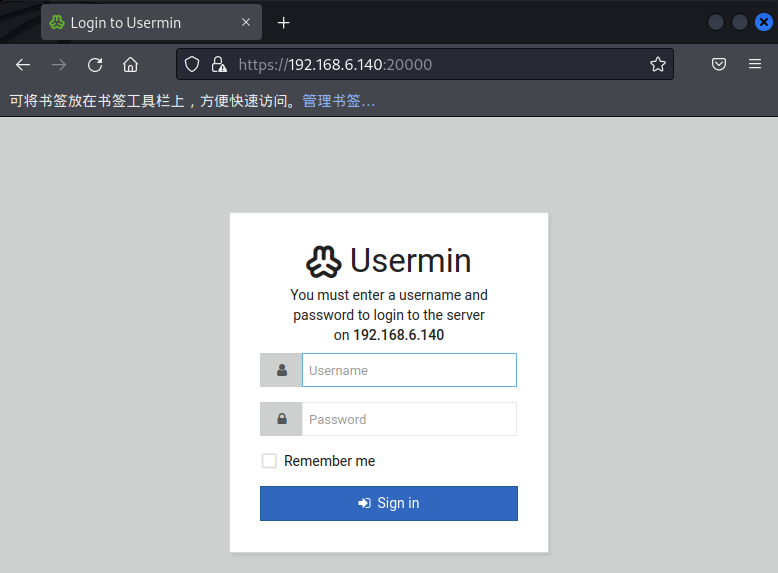 Login to Usermin
https://192.168.6.140:20000
可将书签放在书签工具栏上，方便快速访问。管理书签…
Usermin
You must enter a username and
password to login to the server
on 192.168.6.140
Username
Password
Remember me
Sign in